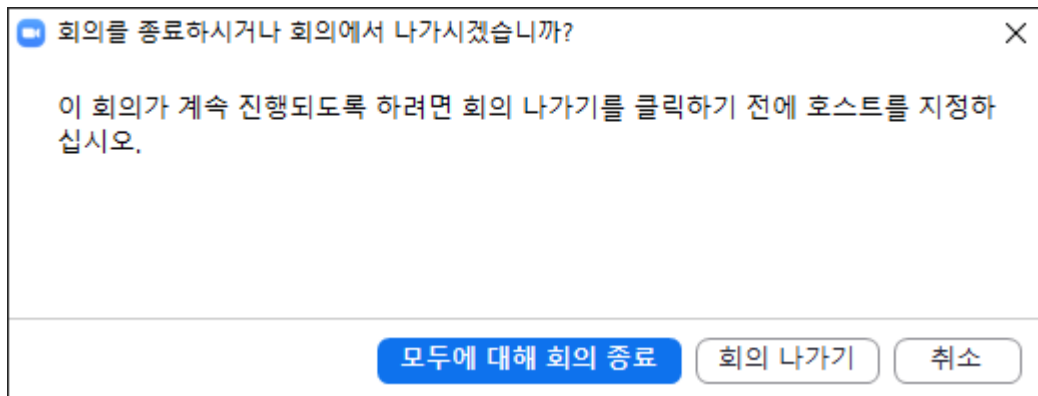 회의를 종료하시거나 회의에서 나가시겠습니까?
이 회의가 계속 진행되도록 하려면 회의 나가기를 클릭하기 전에 호스트를 지정하
십시오.
모두에 대해 회의 종료
회의 나가기
취소